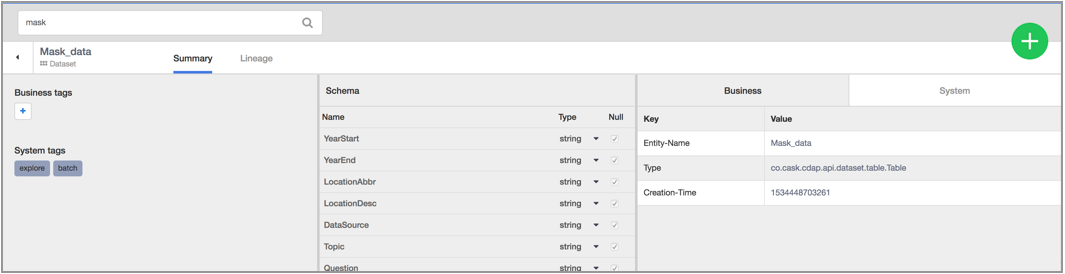 mask
Mask_data
Dataset
Summary
Lineage
Business tags
+
System tags
explore
batch
Schema
Name Type Null
YearStart string
YearEnd string
LocationAbbr string
LocationDesc string
DataSource string
Topic string
Question string
Business
System
Key Value
Entity-Name Mask_data
Type co.cask.cdap.api.dataset.table.Table
Creation-Time 1534448703261